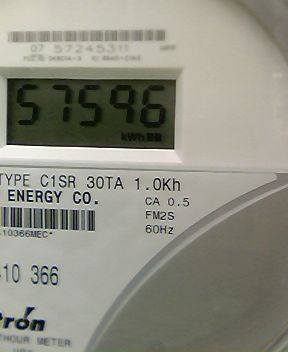 07 57245311
57596
kWh
TYPE C1SR 30TA 1.0Kh
ENERGY CO.
CA 0.5
FM2S
60Hz
10366MEC*
10 366
tron
HOUR METER